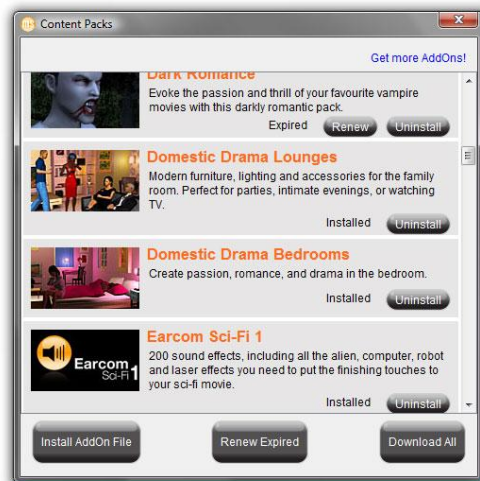 Content Packs
Get more AddOns!
Dark Romance
Evoke the passion and thrill of your favourite vampire
movies with this darkly romantic pack.
Expired Renew Uninstall
Domestic Drama Lounges
Modern furniture, lighting and accessories for the family
room. Perfect for parties, intimate evenings, or watching
TV.
Installed Uninstall
Domestic Drama Bedrooms
Create passion, romance, and drama in the bedroom.
Installed Uninstall
Earcom Sci-Fi 1
Earcom
Sci-Fi 1
200 sound effects, including all the alien, computer, robot
and laser effects you need to put the finishing touches to
your sci-fi movie.
Installed Uninstall
Install AddOn File Renew Expired Download All